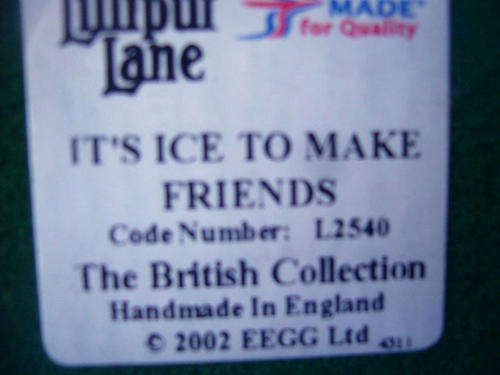 Lilliput
MADE
Lane
for Quality
IT'S ICE TO MAKE
FRIENDS
Code Number: L2540
The British Collection
Handmade In England
© 2002 EEGG Ltd 4311